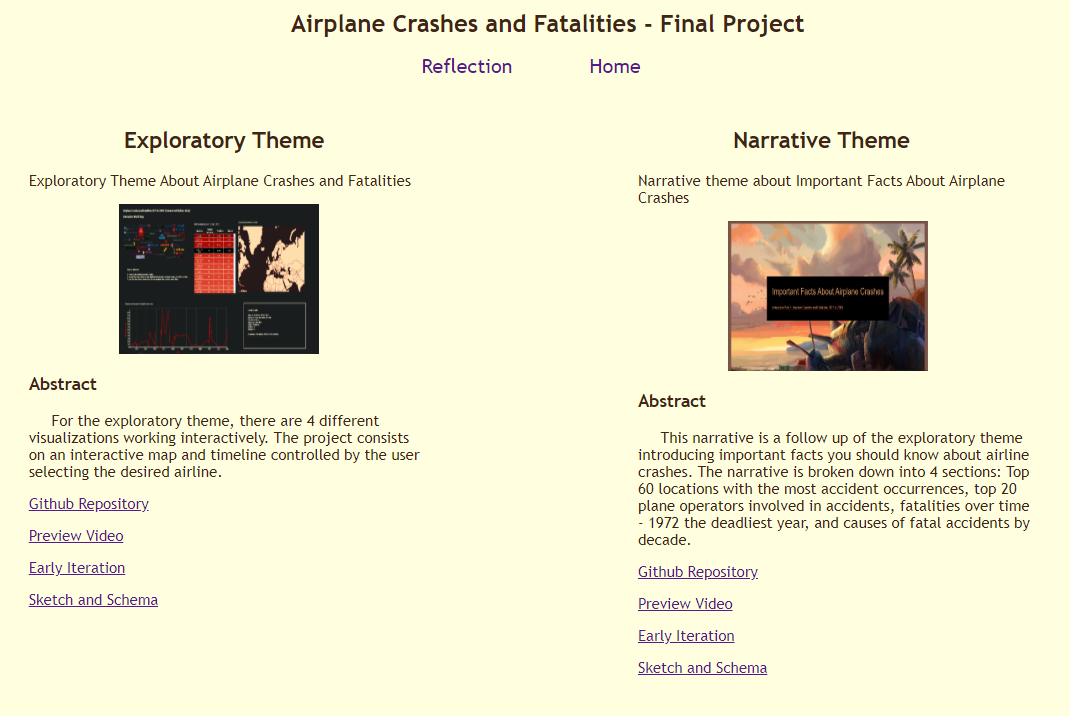 Airplane Crashes and Fatalities - Final Project
Reflection Home
Exploratory Theme
Exploratory Theme About Airplane Crashes and Fatalities
Abstract
For the exploratory theme, there are 4 different
visualizations working interactively. The project consists
on an interactive map and timeline controlled by the user
selecting the desired airline.
Github Repository
Preview Video
Early Iteration
Sketch and Schema
Narrative Theme
Narrative theme about Important Facts About Airplane
Crashes
Important Facts About Airplane Crashes
Abstract
This narrative is a follow up of the exploratory theme
introducing important facts you should know about airline
crashes. The narrative is broken down into 4 sections: Top
60 locations with the most accident occurrences, top 20
plane operators involved in accidents, fatalities over time
- 1972 the deadliest year, and causes of fatal accidents by
decade.
Github Repository
Preview Video
Early Iteration
Sketch and Schema